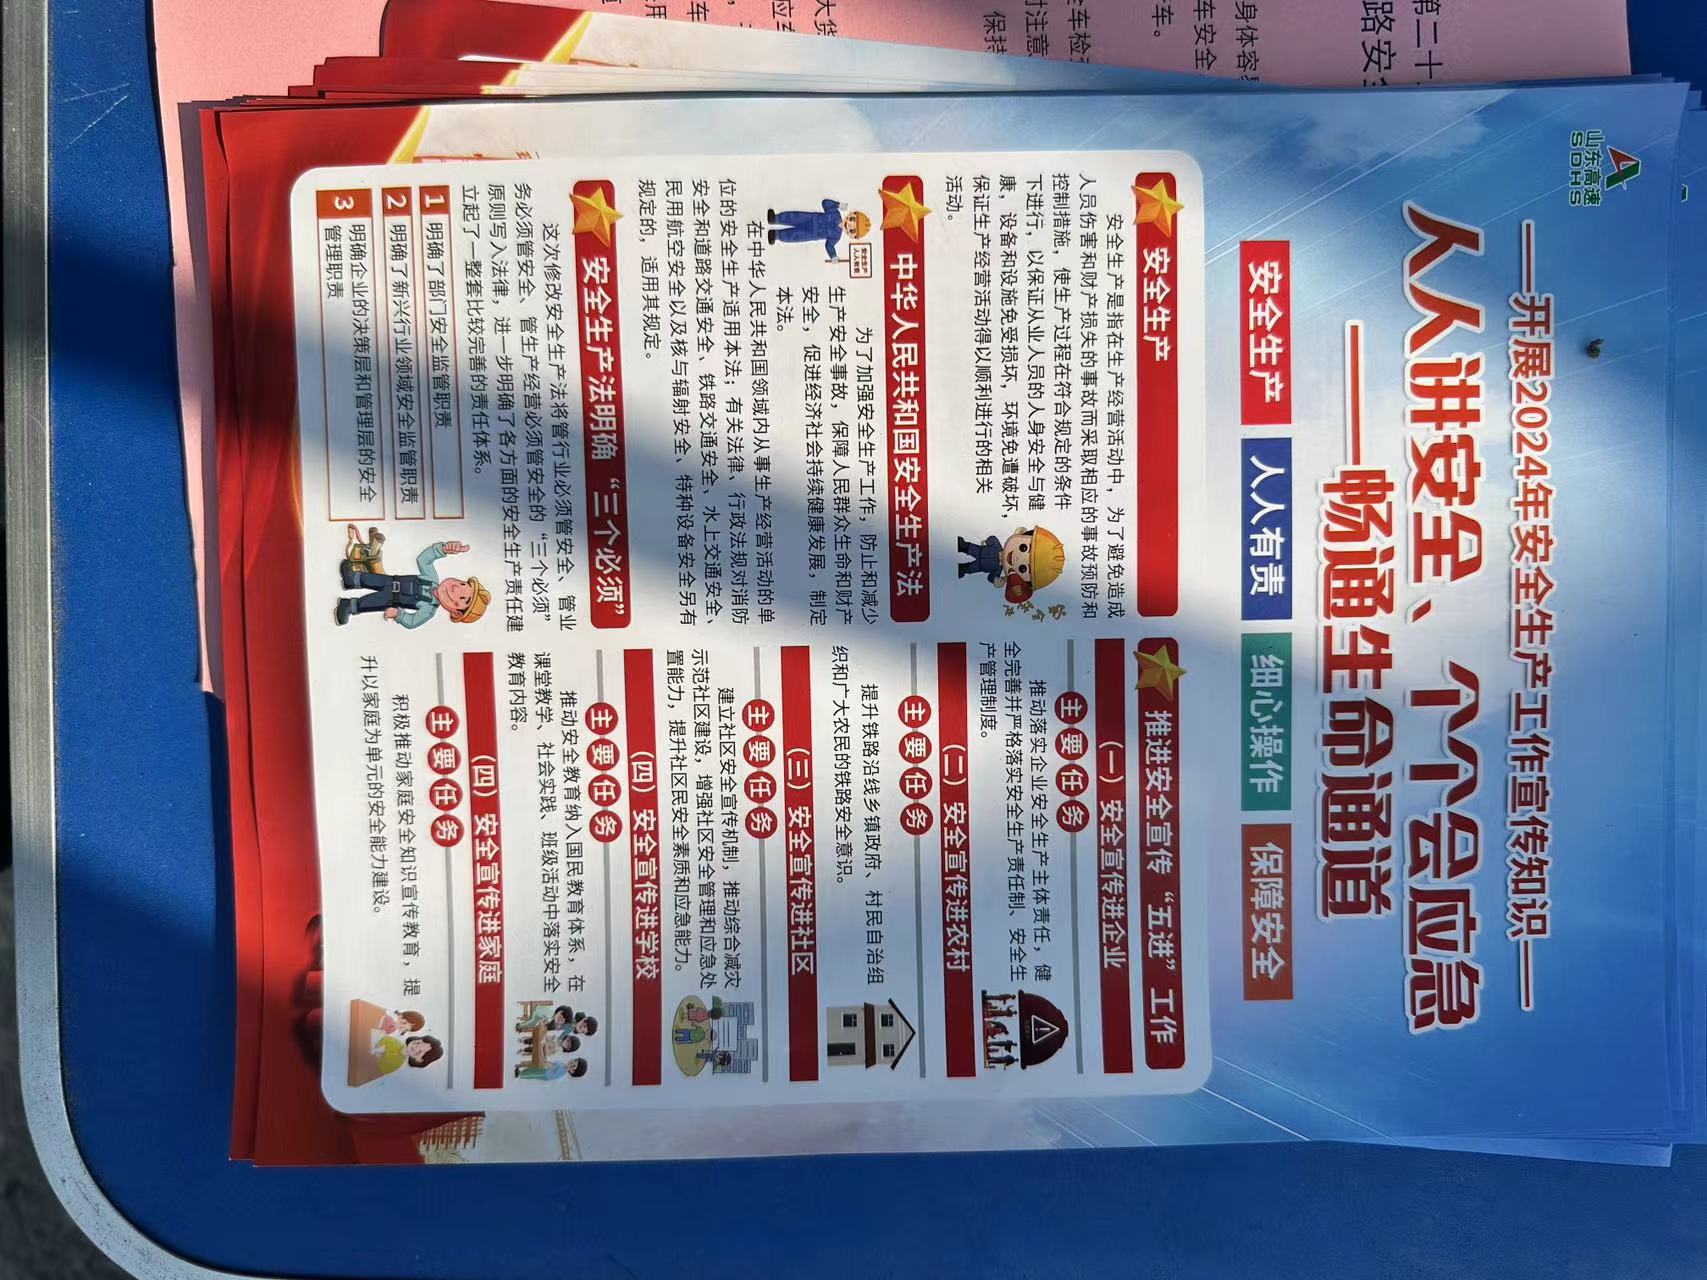 山东高速
SDHS
—开展2024年安全生产工作宣传知识—
人人讲安全、个个会应急
——畅通生命通道
安全生产 人人有责 细心操作 保障安全
安全生产
安全生产是指在生产经营活动中，为了避免造成
人员伤害和财产损失的事故而采取相应的事故预防和
控制措施，使生产过程在符合规定的条件
下进行，以保证从业人员的人身安全与健
康，设备和设施免受损坏，环境免遭破坏，
保证生产经营活动得以顺利进行的相关
活动。
中华人民共和国安全生产法
为了加强安全生产工作，防止和减少
生产安全事故，保障人民群众生命和财产
安全，促进经济社会持续健康发展，制定
本法。
安全生产
人人有责
在中华人民共和国领域内从事生产经营活动的单
位的安全生产适用本法；有关法律、行政法规对消防
安全和道路交通安全、铁路交通安全、水上交通安全、
民用航空安全以及核与辐射安全、特种设备安全另有
规定的，适用其规定。
安全生产法明确“三个必须”
这次修改安全生产法将管行业必须管安全、管业
务必须管安全、管生产经营必须管安全的“三个必须”
原则写入法律，进一步明确了各方面的安全生产责任建
立起了一整套比较完善的责任体系。
1 明确了部门安全监管职责
2 明确了新兴行业领域安全监管职责
3 明确企业的决策层和管理层的安全
管理职责
推进安全宣传“五进”工作
（一）安全宣传进企业
主要任务
推动落实企业安全生产主体责任，健
全完善并严格落实安全生产责任制、安全生
产管理制度。
（二）安全宣传进农村
主要任务
提升铁路沿线乡镇政府、村民自治组
织和广大农民的铁路安全意识。
（三）安全宣传进社区
主要任务
建立社区安全宣传机制，推动综合减灾
示范社区建设，增强社区安全管理和应急处
置能力，提升社区民安全素质和应急能力。
（四）安全宣传进学校
主要任务
推动安全教育纳入国民教育体系，在
课堂教学、社会实践、班级活动中落实安全
教育内容。
（四）安全宣传进家庭
主要任务
积极推动家庭安全知识宣传教育，提
升以家庭为单元的安全能力建设。
第二十
路安全
身体容易
车安全
车。
车检
时注意
保持
大货
应
车